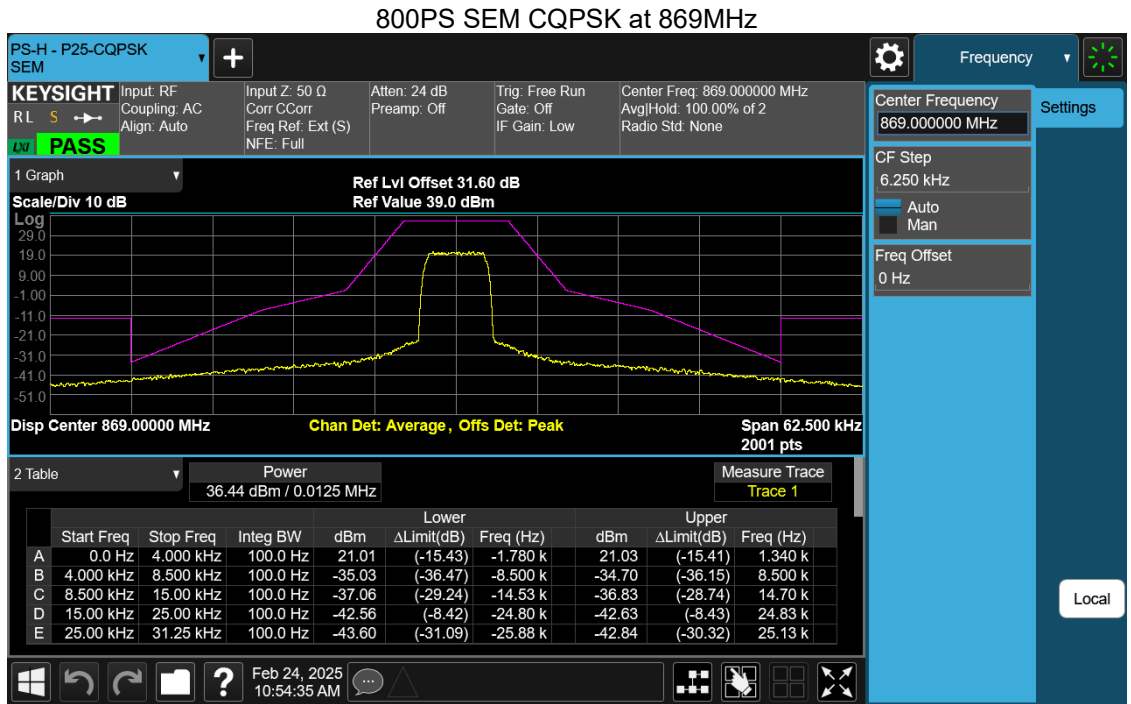 800PS SEM CQPSK at 869MHz
PS-H - P25-CQPSK
SEM
Frequency
KEYSIGHT
R L S
LXI PASS
Input: RF
Coupling: AC
Align: Auto
Input Z: 50 Ω
Corr CCorr
Freq Ref: Ext (S)
NFE: Full
Atten: 24 dB
Preamp: Off
Trig: Free Run
Gate: Off
IF Gain: Low
Center Freq: 869.000000 MHz
Avg|Hold: 100.00% of 2
Radio Std: None
Center Frequency
869.000000 MHz
Settings
CF Step
6.250 kHz
Auto
Man
Freq Offset
0 Hz
1 Graph
Scale/Div 10 dB
Ref Lvl Offset 31.60 dB
Ref Value 39.0 dBm
Log
29.0
19.0
9.00
-1.00
-11.0
-21.0
-31.0
-41.0
-51.0
Disp Center 869.00000 MHz
Chan Det: Average , Offs Det: Peak
Span 62.500 kHz
2001 pts
2 Table
Power
36.44 dBm / 0.0125 MHz
Measure Trace
Trace 1
Lower Upper
Start Freq Stop Freq Integ BW dBm ΔLimit(dB) Freq (Hz) dBm ΔLimit(dB) Freq (Hz)
A 0.0 Hz 4.000 kHz 100.0 Hz 21.01 (-15.43) -1.780 k 21.03 (-15.41) 1.340 k
B 4.000 kHz 8.500 kHz 100.0 Hz -35.03 (-36.47) -8.500 k -34.70 (-36.15) 8.500 k
C 8.500 kHz 15.00 kHz 100.0 Hz -37.06 (-29.24) -14.53 k -36.83 (-28.74) 14.70 k
D 15.00 kHz 25.00 kHz 100.0 Hz -42.56 (-8.42) -24.80 k -42.63 (-8.43) 24.83 k
E 25.00 kHz 31.25 kHz 100.0 Hz -43.60 (-31.09) -25.88 k -42.84 (-30.32) 25.13 k
Local
Feb 24, 2025
10:54:35 AM